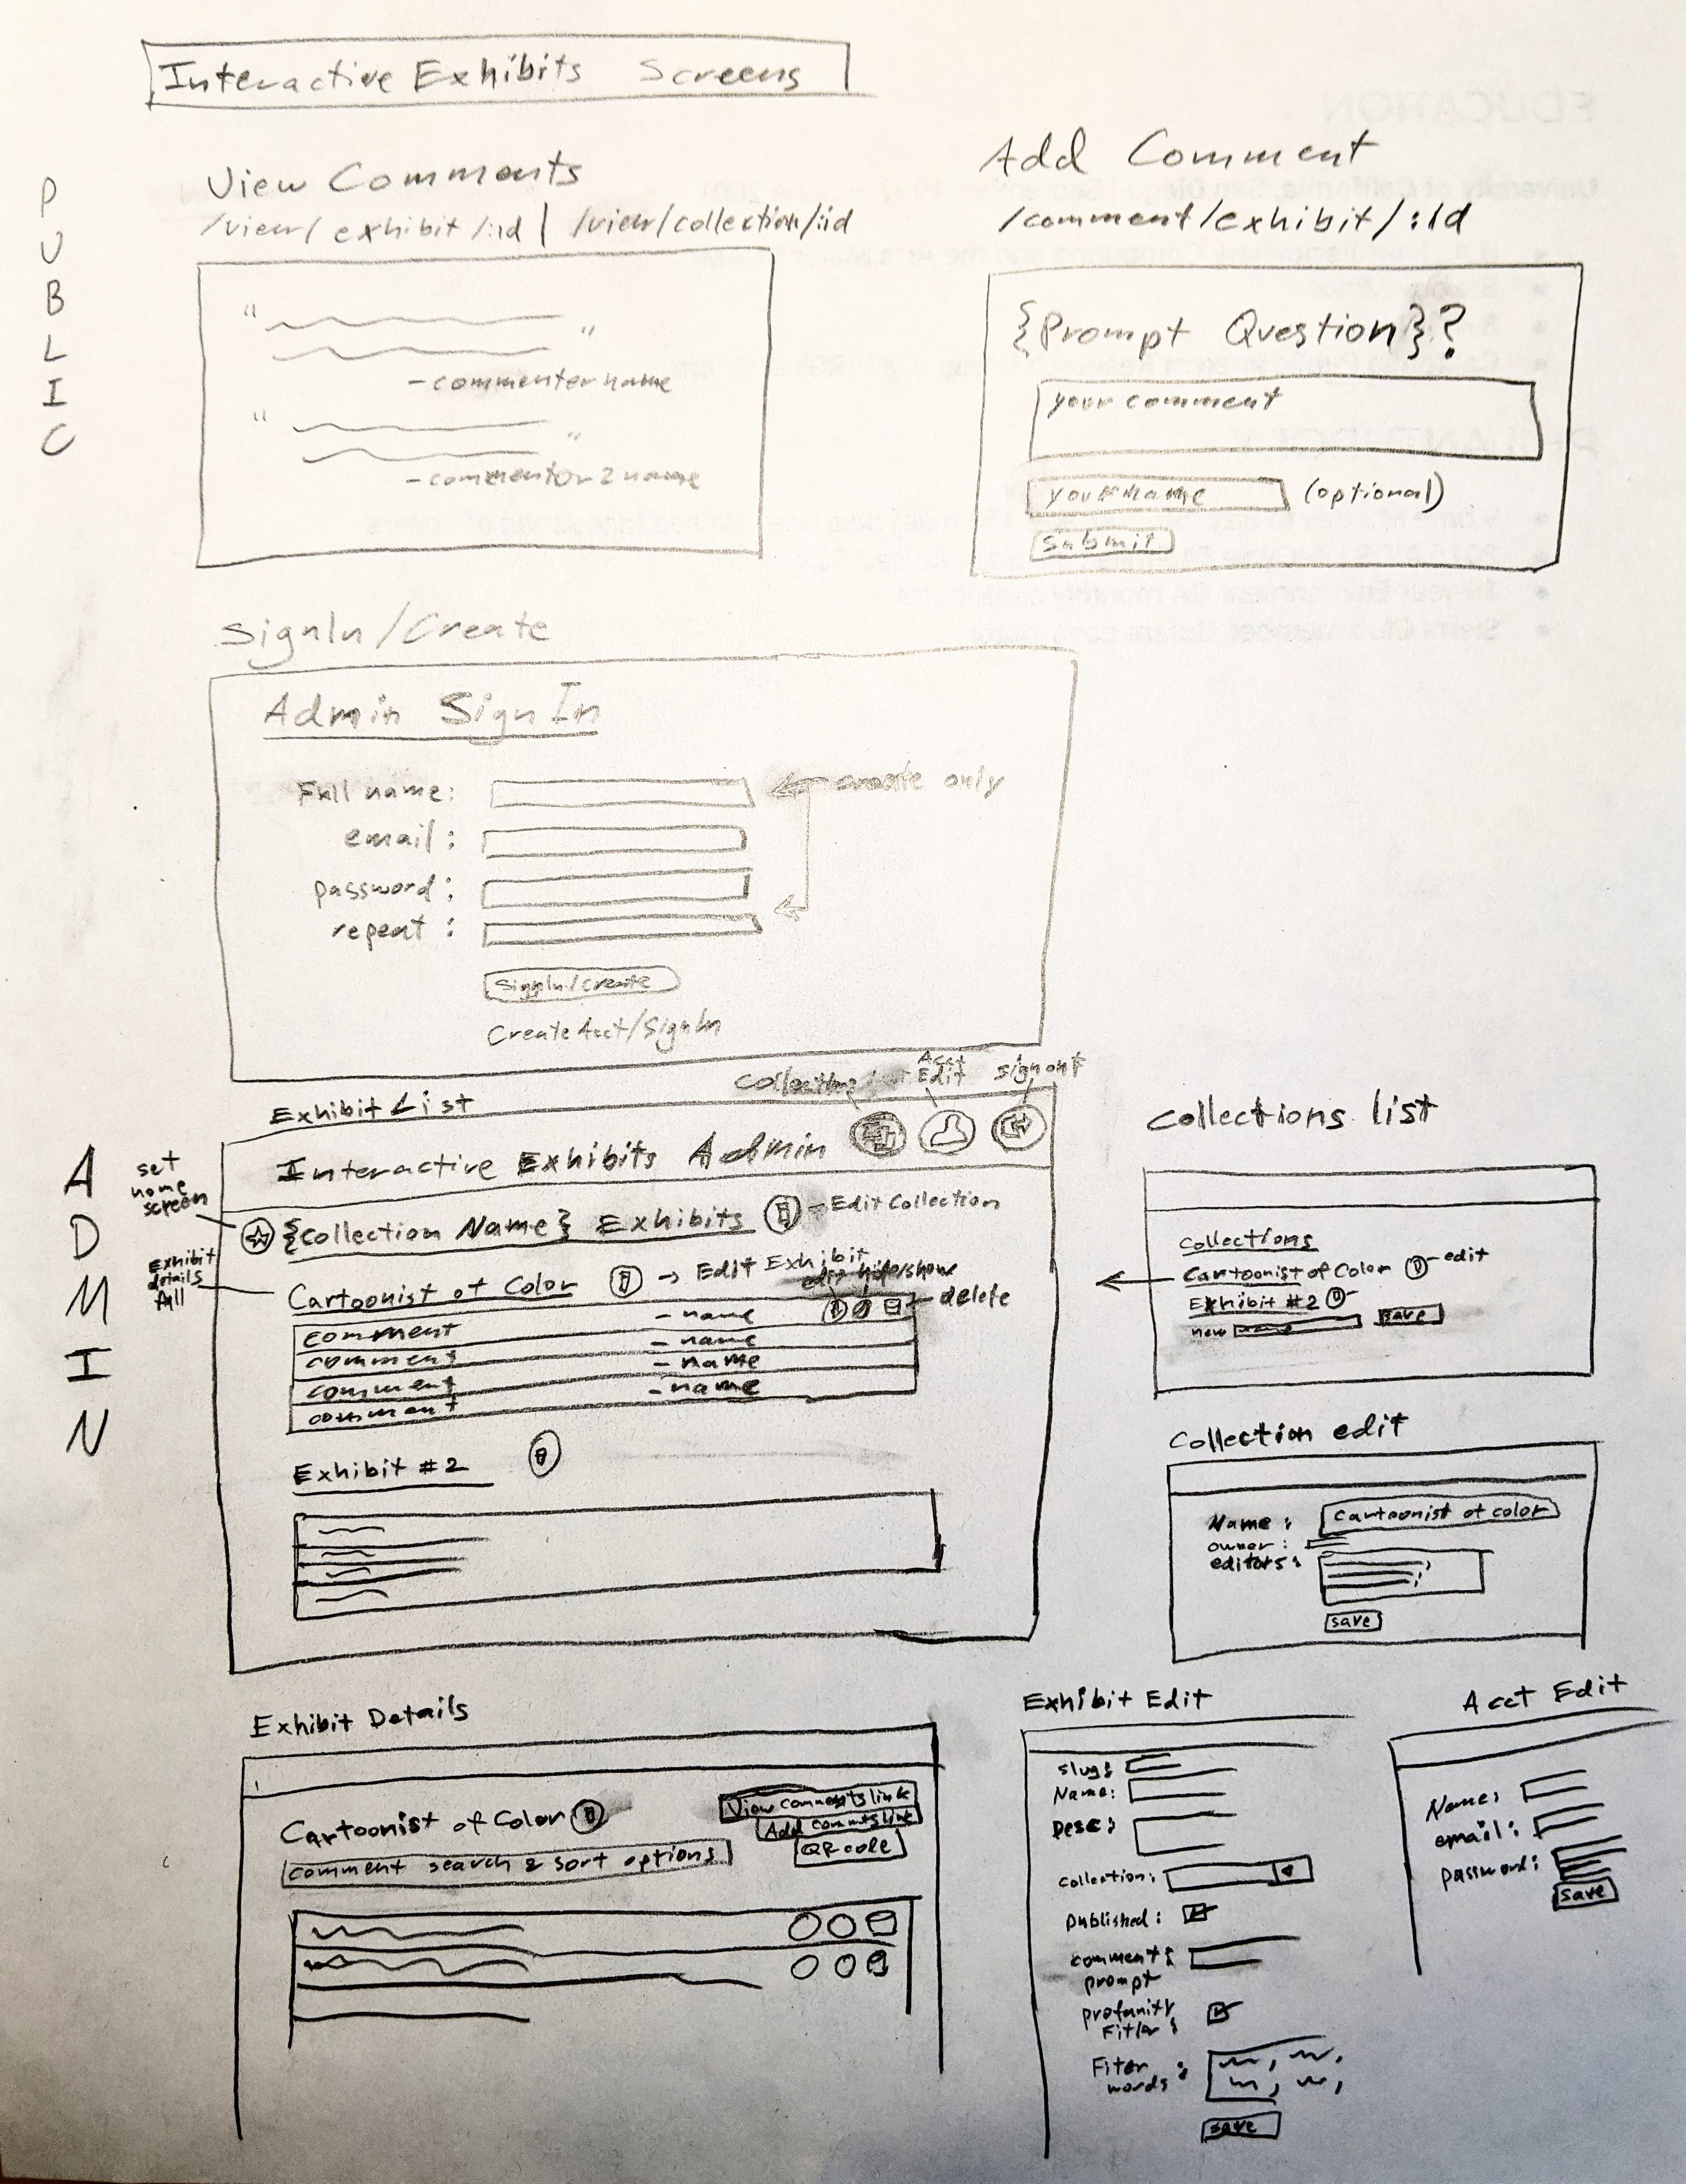 Interactive Exhibits Screens
PUBLIC
View Comments
/view/exhibit/:id | /view/collection/:id
" "
- commenter name
" "
- commentor 2 name
Add Comment
/comment/exhibit/:id
{Prompt Question}?
your comment
your name (optional)
submit
SignIn/Create
Admin Sign In
Full name: create only
email:
password:
repeat:
SignIn/Create
Create Acct/SignIn
ADMIN
Exhibit List
Collections
Acct Edit
sign out
Interactive Exhibits Admin
set
home
screen
{Collection Name} Exhibits - Edit Collection
Exhibit
details
full
Cartoonist of Color -> Edit Exhibit
edit hide/show
delete
comment - name
comment - name
comment - name
comment - name
Exhibit #2
Collections list
Collections
Cartoonist of Color - edit
Exhibit #2
new name save
Collection edit
Name: Cartoonist of color
owner:
editors:
save
Exhibit Details
Cartoonist of Color
View comments link
Add commts link
QR code
comment search & sort options
Exhibit Edit
slug:
Name:
Desc:
collection:
published:
comment:
prompt
profanity
Fitler:
Fiter
words:
save
Acct Edit
Name:
email:
password:
save